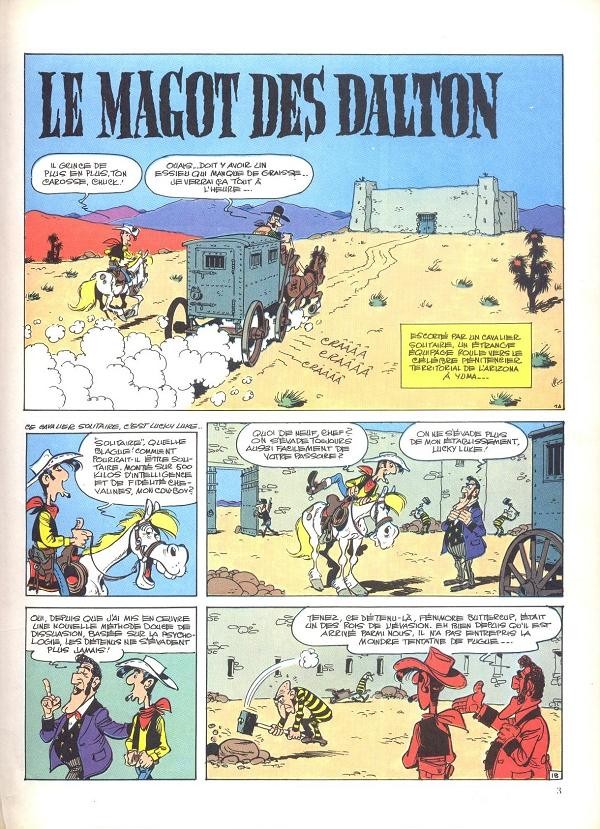 LE MAGOT DES DALTON
IL GRINCE DE
PLUS EN PLUS, TON
CAROSSE, CHUCK!
OUAIS... DOIT Y AVOIR UN
ESSIEU QUI MANQUE DE GRAISSE...
JE VERRAI ÇA TOUT À
L'HEURE...
CRÂÂÂ
CRÂÂÂ
CRÂÂÂ
ESCORTÉ PAR UN CAVALIER
SOLITAIRE, UN ÉTRANGE
ÉQUIPAGE ROULE VERS LE
CÉLÈBRE PÉNITENCIER
TERRITORIAL DE L'ARIZONA
À YUMA...
1A
CE CAVALIER SOLITAIRE, C'EST LUCKY LUKE...
"SOLITAIRE", QUELLE
BLAGUE! COMMENT
POURRAIT-IL ÊTRE SOLI-
TAIRE, MONTÉ SUR 500
KILOS D'INTELLIGENCE
ET DE FIDÉLITÉ CHE-
VALINES, MON COWBOY?
QUOI DE NEUF, CHEF?
ON S'ÉVADE TOUJOURS
AUSSI FACILEMENT DE
VOTRE PASSOIRE?
ON NE S'ÉVADE PLUS
DE MON ÉTABLISSEMENT,
LUCKY LUKE!
OUI, DEPUIS QUE J'AI MIS EN ŒUVRE
UNE NOUVELLE MÉTHODE DOUCE DE
DISSUASION, BASÉE SUR LA PSYCHO-
LOGIE, LES DÉTENUS NE S'ÉVADENT
PLUS JAMAIS!
TENEZ, CE DÉTENU-LÀ, FÉNIMORE BUTTERCUP, ÉTAIT
UN DES ROIS DE L'ÉVASION. EH BIEN DEPUIS QU'IL EST
ARRIVÉ PARMI NOUS, IL N'A PAS ENTREPRIS LA
MOINDRE TENTATIVE DE FUGUE....
1B
3